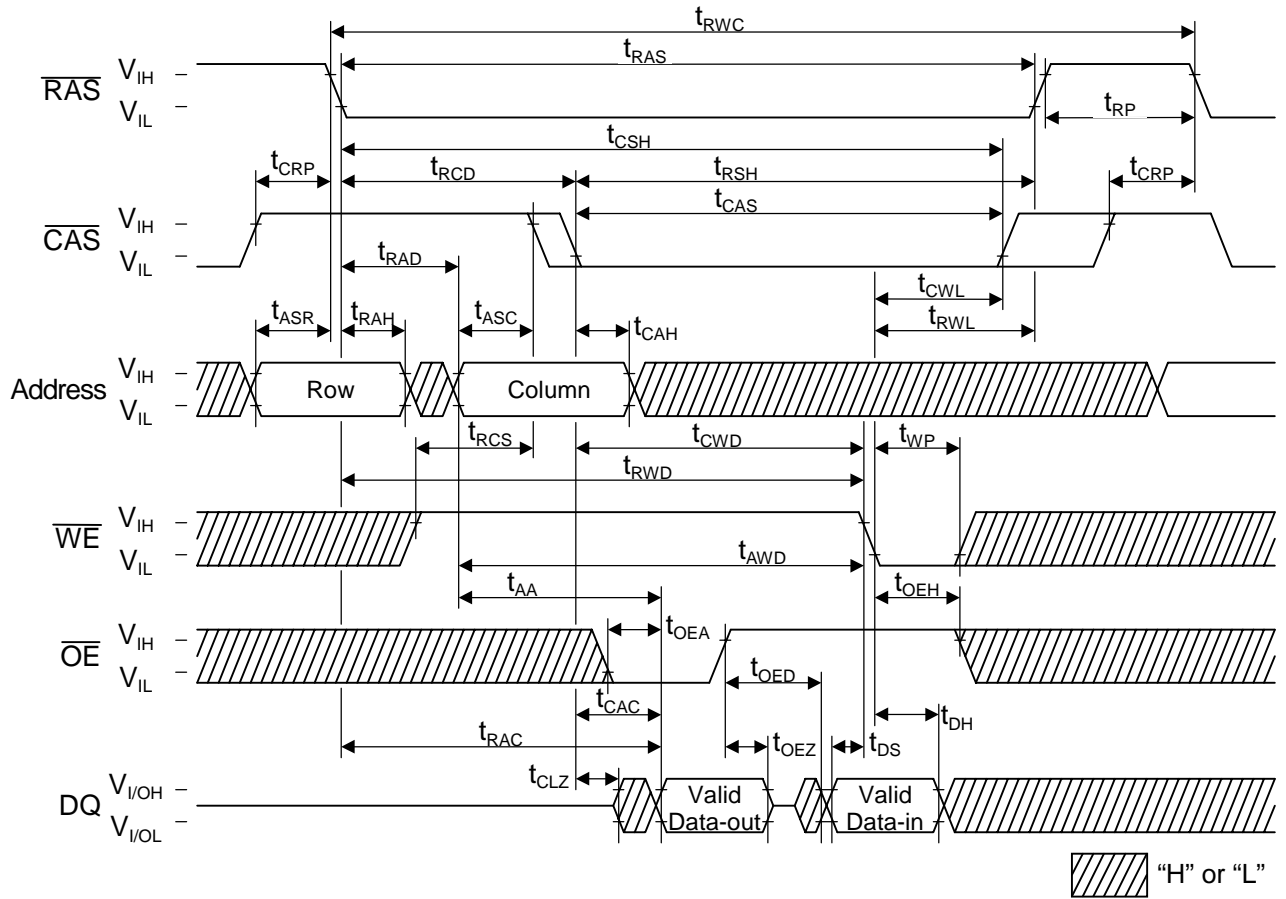 tRWC
tRAS
RAS
VIH
VIL
tRP
tCSH
tCRP
tRCD
tRSH
tCRP
tCAS
CAS
VIH
VIL
tRAD
tCWL
tASR
tRAH
tASC
tCAH
tRWL
Address
VIH
VIL
Row
Column
tRCS
tCWD
tWP
tRWD
WE
VIH
VIL
tAWD
tAA
tOEH
tOEA
OE
VIH
VIL
tOED
tCAC
tDH
tRAC
tOEZ
tDS
tCLZ
DQ
VI/OH
VI/OL
Valid
Data-out
Valid
Data-in
“H” or “L”